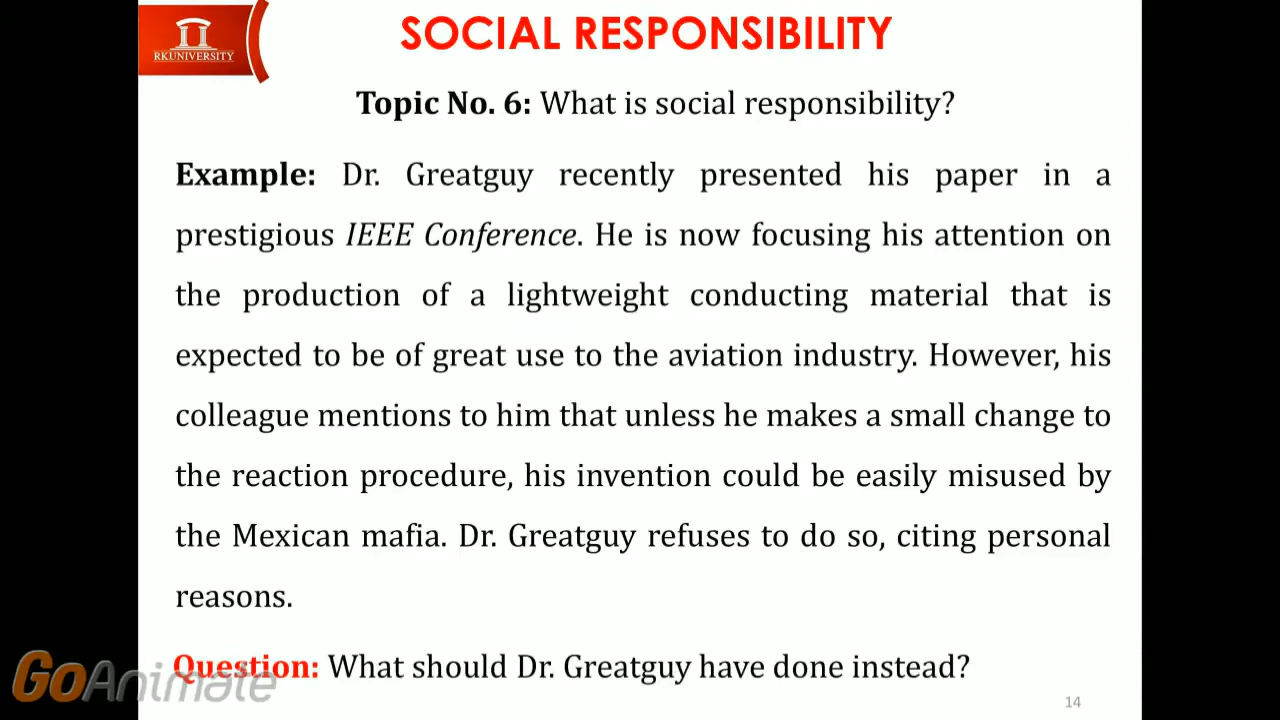 RKUNIVERSITY
SOCIAL RESPONSIBILITY
Topic No. 6: What is social responsibility?
Example: Dr. Greatguy recently presented his paper in a
prestigious IEEE Conference. He is now focusing his attention on
the production of a lightweight conducting material that is
expected to be of great use to the aviation industry. However, his
colleague mentions to him that unless he makes a small change to
the reaction procedure, his invention could be easily misused by
the Mexican mafia. Dr. Greatguy refuses to do so, citing personal
reasons.
Question: What should Dr. Greatguy have done instead?
GoAnimate
14